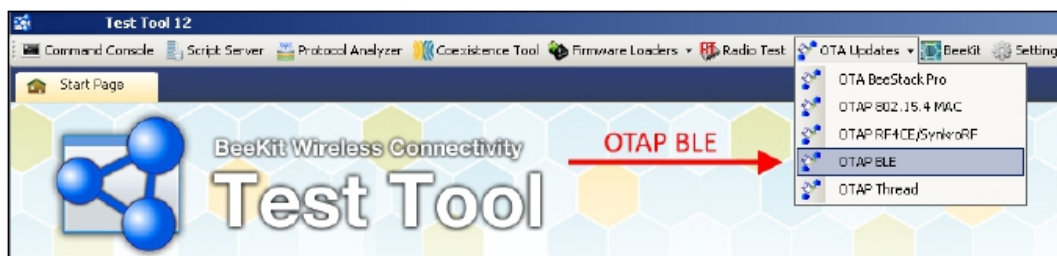 Test Tool 12
Command Console Script Server Protocol Analyzer Coexistence Tool Firmware Loaders Radio Test OTA Updates BeeKit Setting
Start Page
OTA BeeStack Pro
OTAP 802.15.4 MAC
OTAP RF4CE/SynkroRF
OTAP BLE
OTAP Thread
BeeKit Wireless Connectivity
Test Tool
OTAP BLE